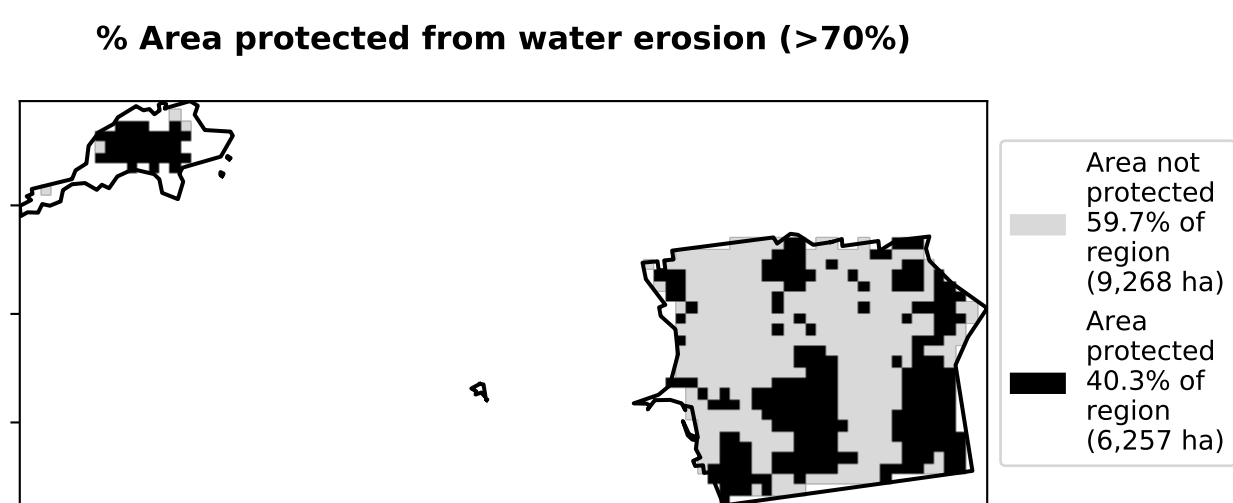 % Area protected from water erosion (>70%)
Area not
protected
59.7% of
region
(9,268 ha)
Area
protected
40.3% of
region
(6,257 ha)